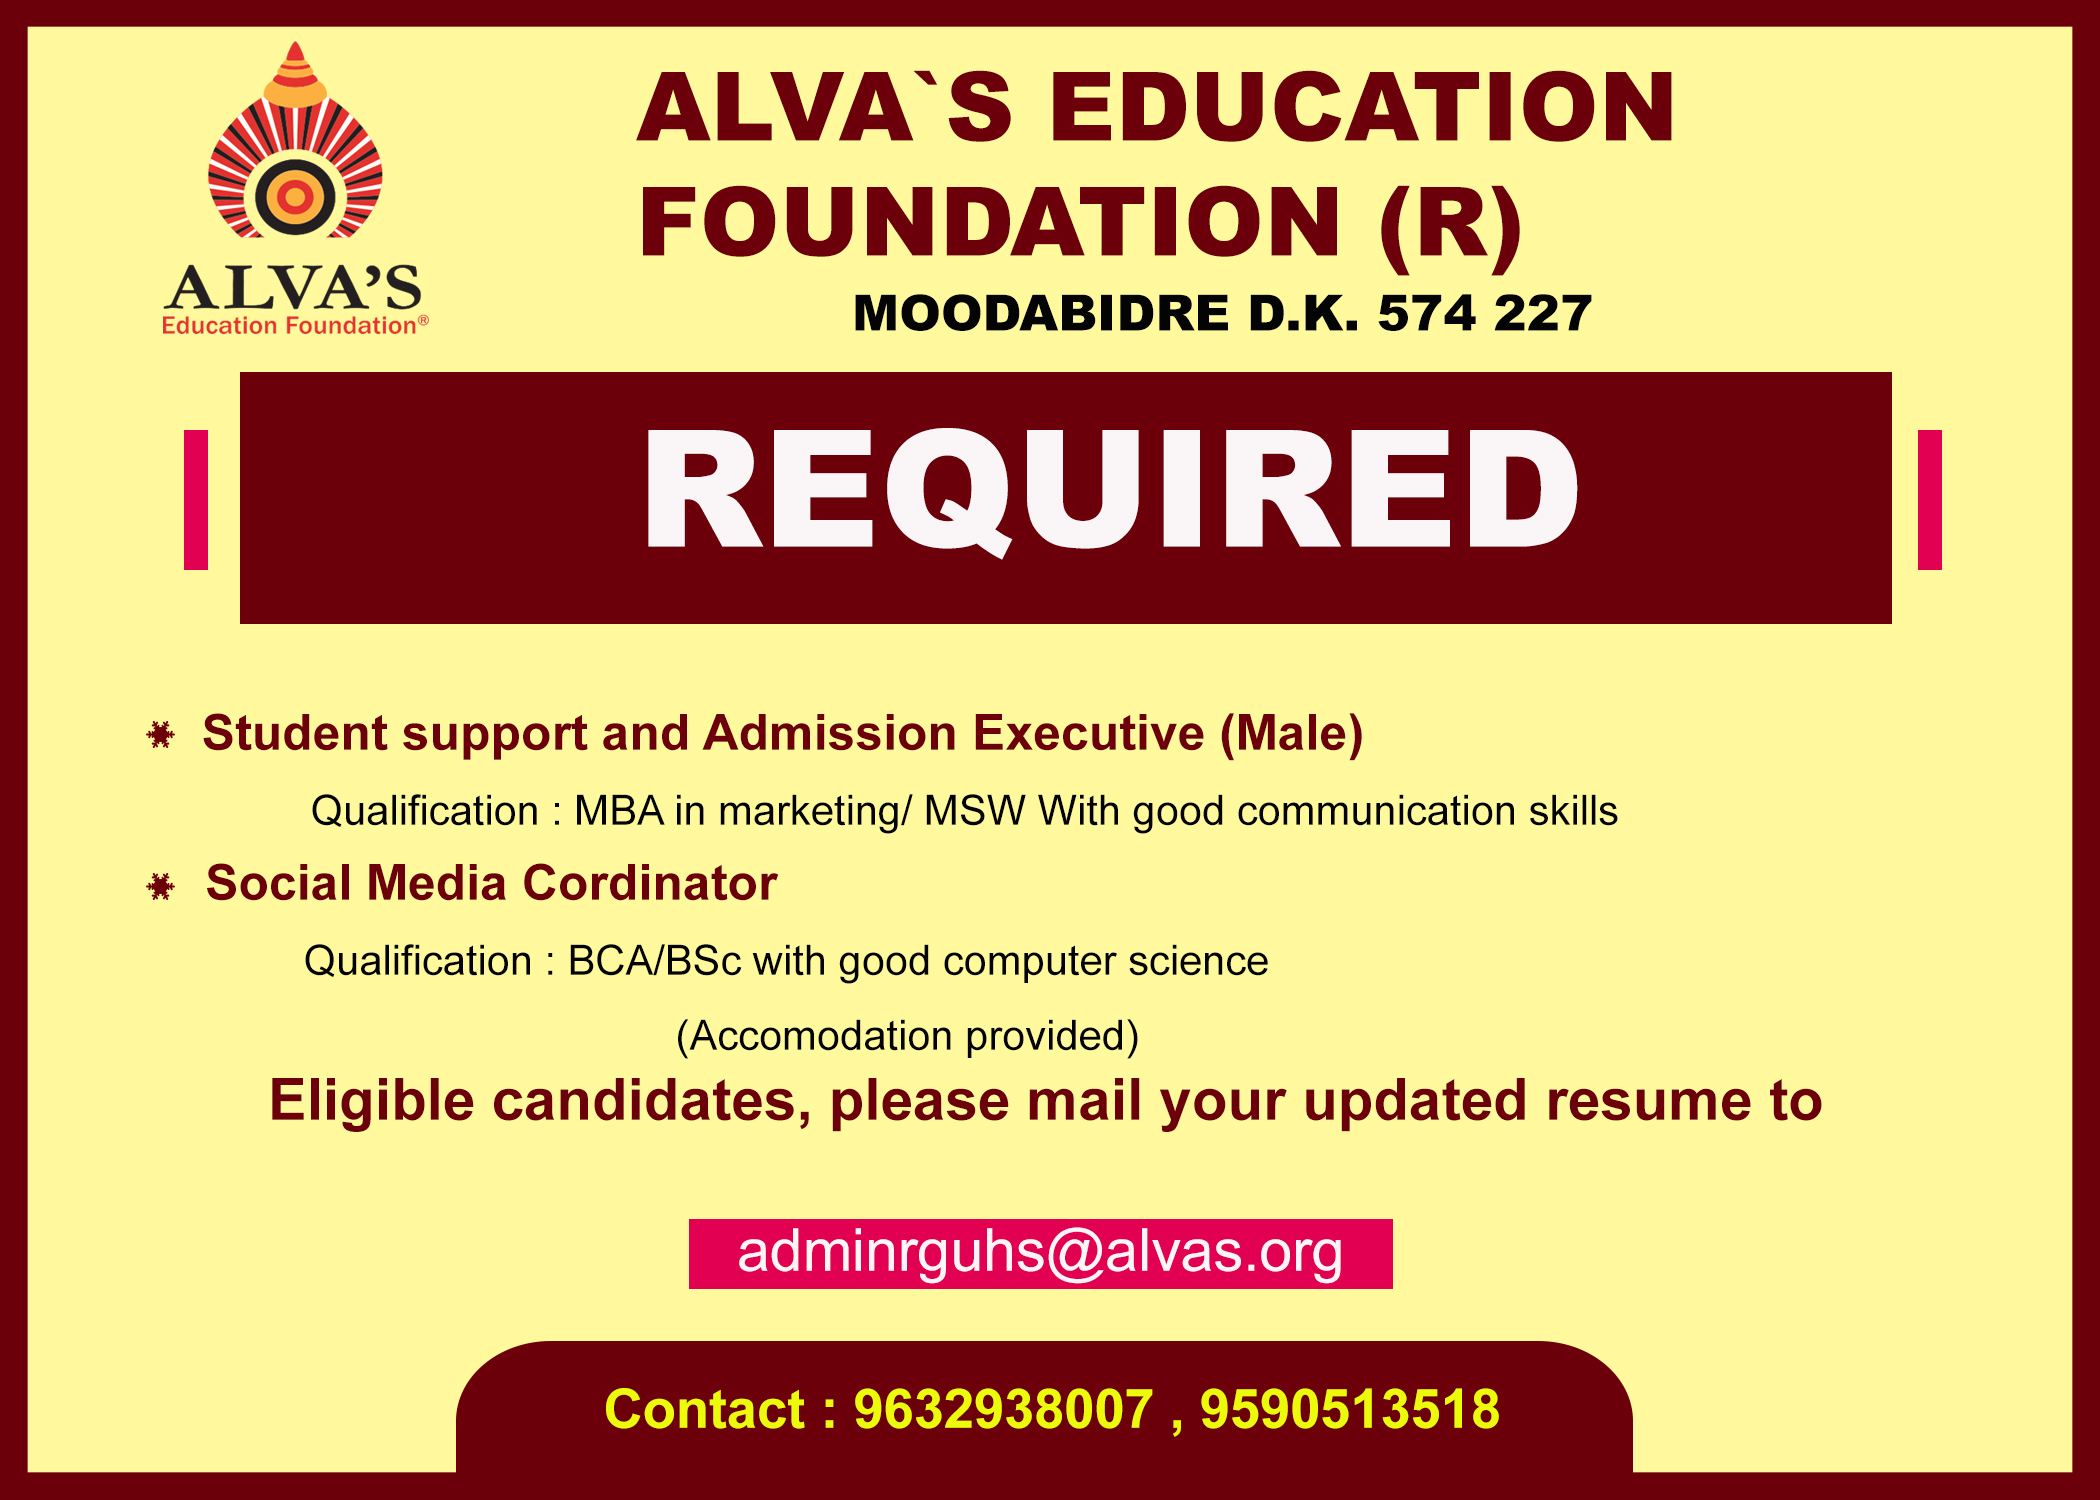 ALVA'S
Education Foundation®
ALVA`S EDUCATION
FOUNDATION (R)
MOODABIDRE D.K. 574 227
REQUIRED
Student support and Admission Executive (Male)
Qualification : MBA in marketing/ MSW With good communication skills
Social Media Cordinator
Qualification : BCA/BSc with good computer science
(Accomodation provided)
Eligible candidates, please mail your updated resume to
adminrguhs@alvas.org
Contact : 9632938007 , 9590513518